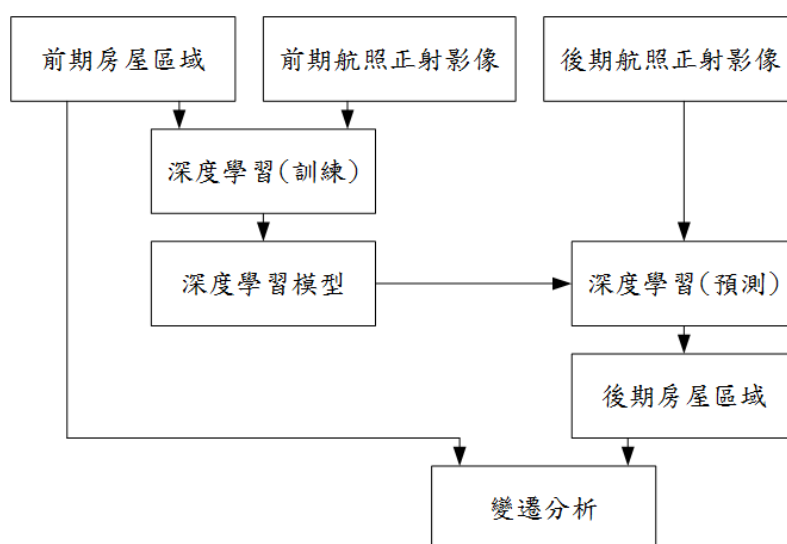 前期房屋區域
前期航照正射影像
後期航照正射影像
深度學習(訓練)
深度學習模型
深度學習(預測)
後期房屋區域
變遷分析